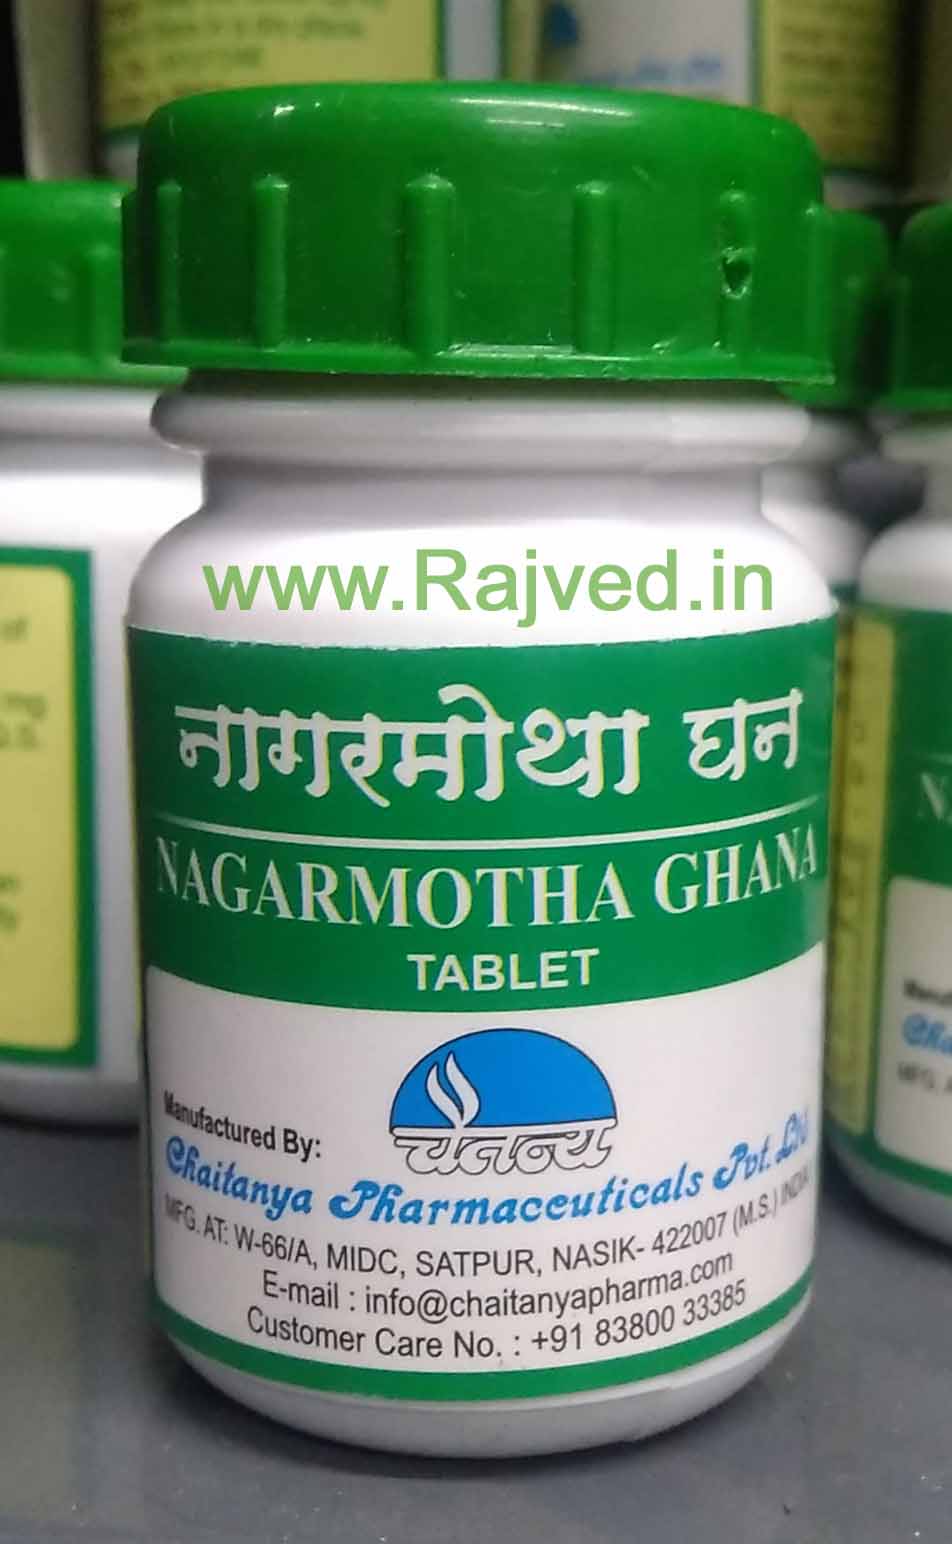 www.Rajved.in
नागरमोथा घन
NAGARMOTHA GHANA
TABLET
चैतन्य
Manufactured By:
Chaitanya Pharmaceuticals Pvt. Ltd.
MFG. AT: W-66/A, MIDC, SATPUR, NASIK- 422007 (M.S.) INDIA
E-mail : info@chaitanyapharma.com
Customer Care No. : +91 83800 33385